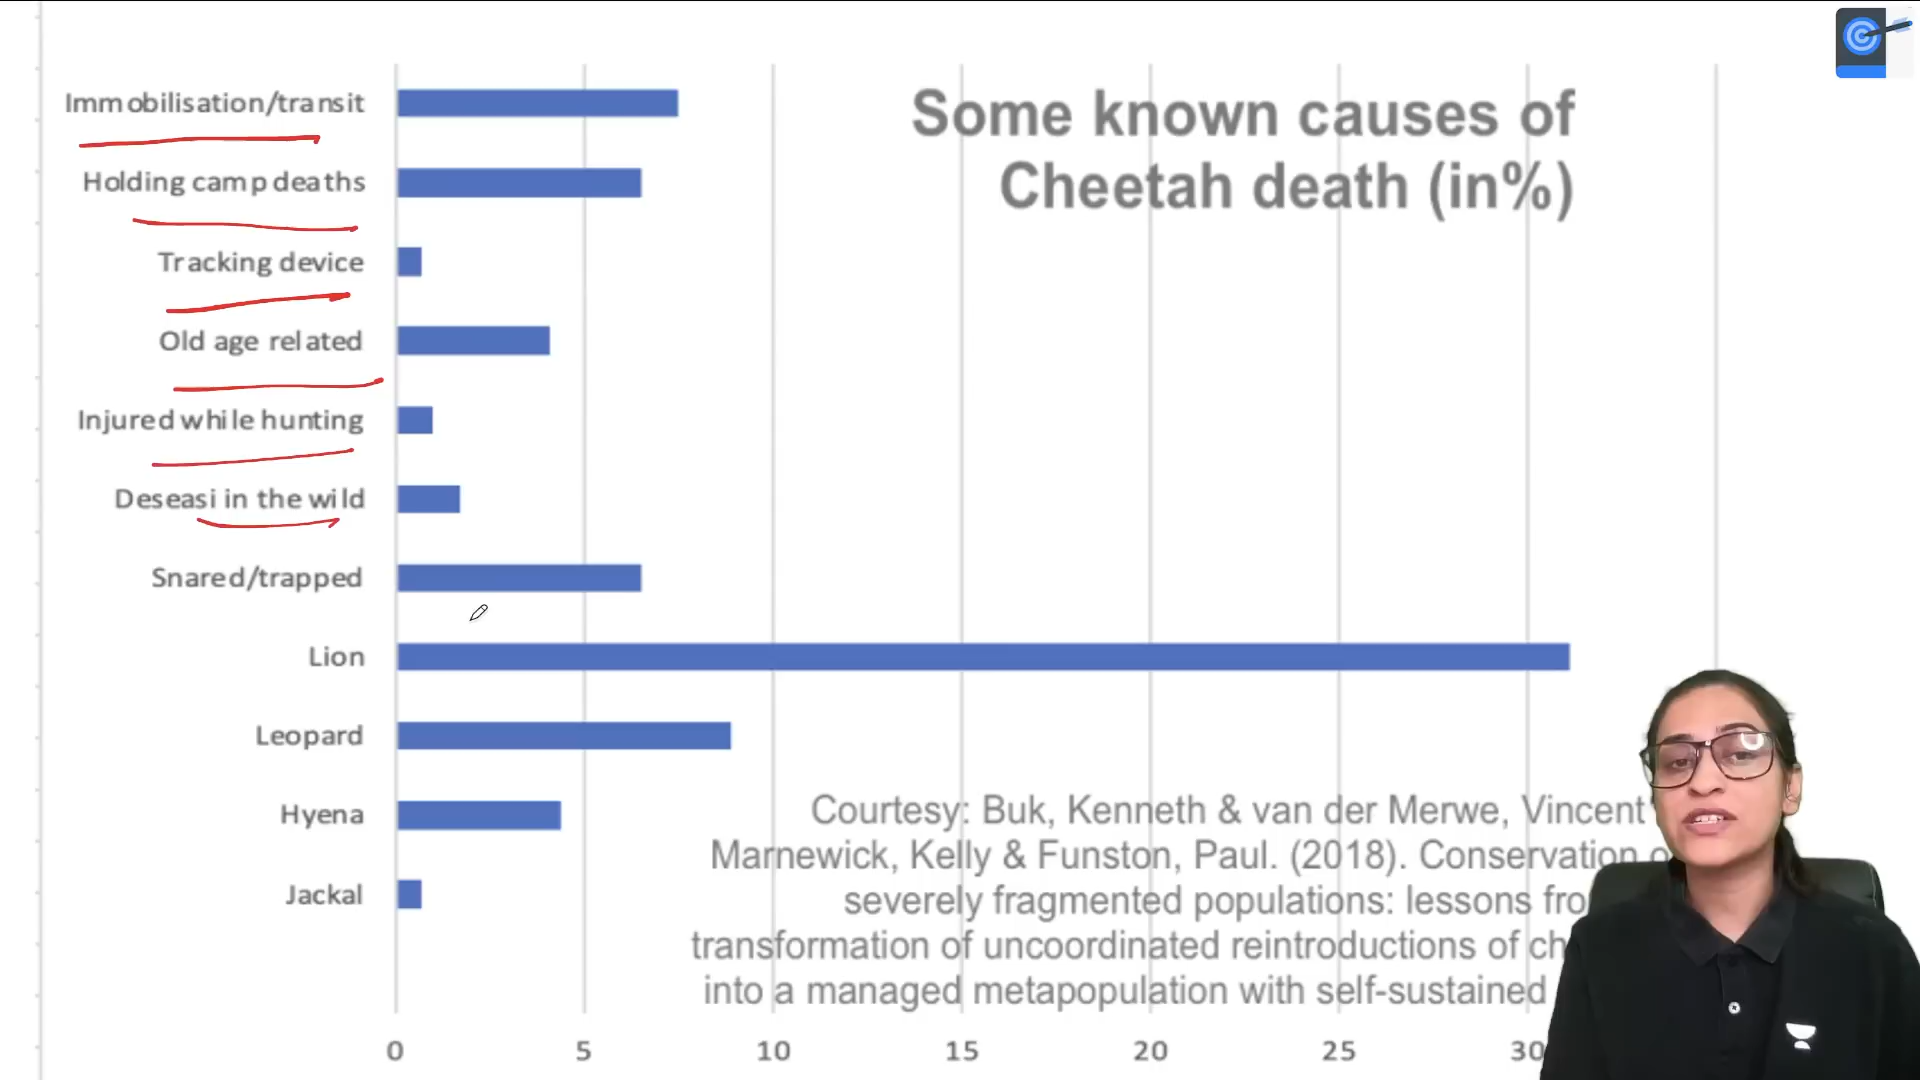 Some known causes of
Cheetah death (in%)
Immobilisation/transit
Holding camp deaths
Tracking device
Old age related
Injured while hunting
Deseasi in the wild
Snared/trapped
Lion
Leopard
Hyena
Jackal
Courtesy: Buk, Kenneth & van der Merwe, Vincent
Marnewick, Kelly & Funston, Paul. (2018). Conservation
severely fragmented populations: lessons
transformation of uncoordinated reintroductions of
into a managed metapopulation with self-sustained
0 5 10 15 20 25 30